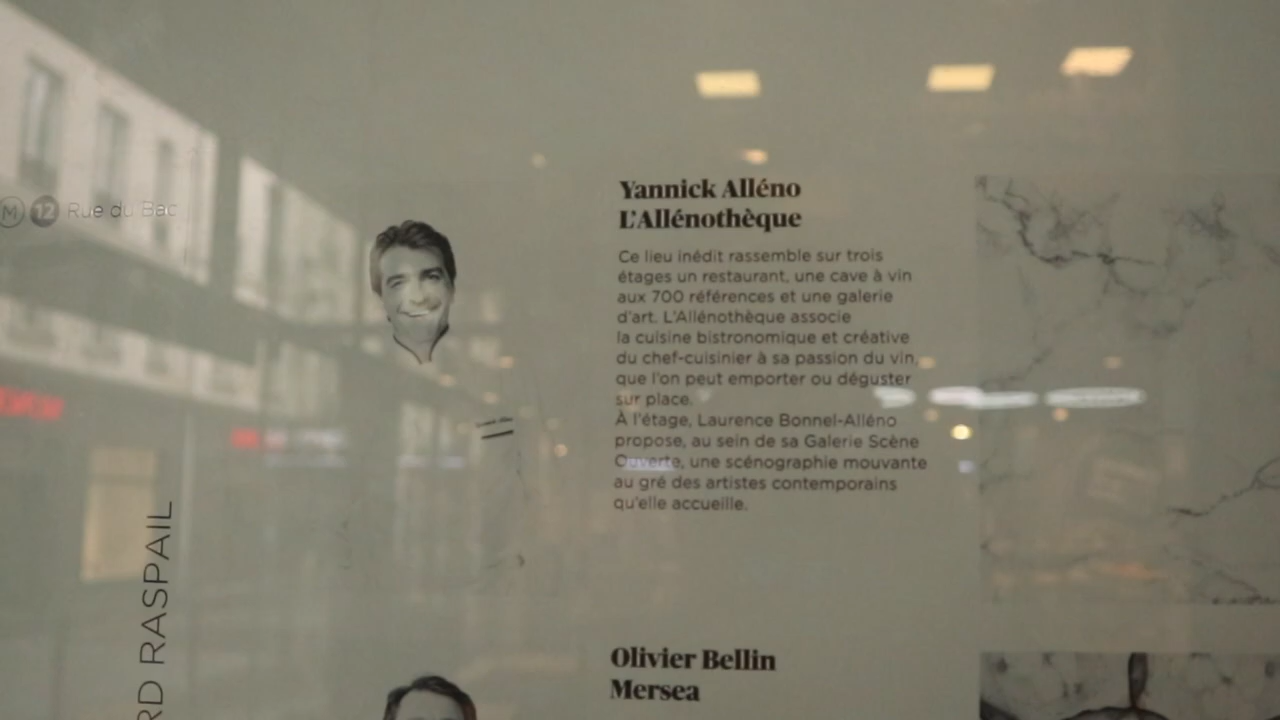 M 12 Rue du Bac
RD RASPAIL
Yannick Alléno
L'Allénothèque
Ce lieu inédit rassemble sur trois
étages un restaurant, une cave à vin
aux 700 références et une galerie
d'art. L'Allénothèque associe
la cuisine bistronomique et créative
du chef-cuisinier à sa passion du vin,
que l'on peut emporter ou déguster
sur place.
À l'étage, Laurence Bonnel-Alléno
propose, au sein de sa Galerie Scène
Ouverte, une scénographie mouvante
au gré des artistes contemporains
qu'elle accueille.
Olivier Bellin
Mersea